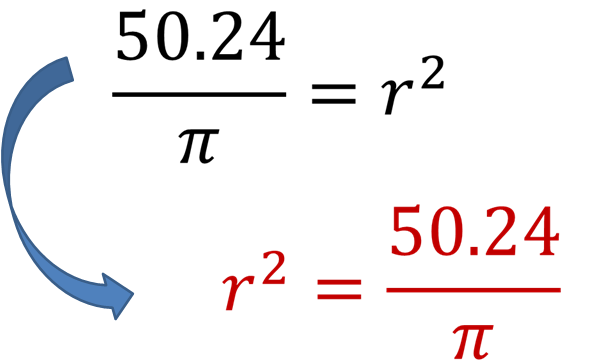 50.24/π = r²
r² = 50.24/π